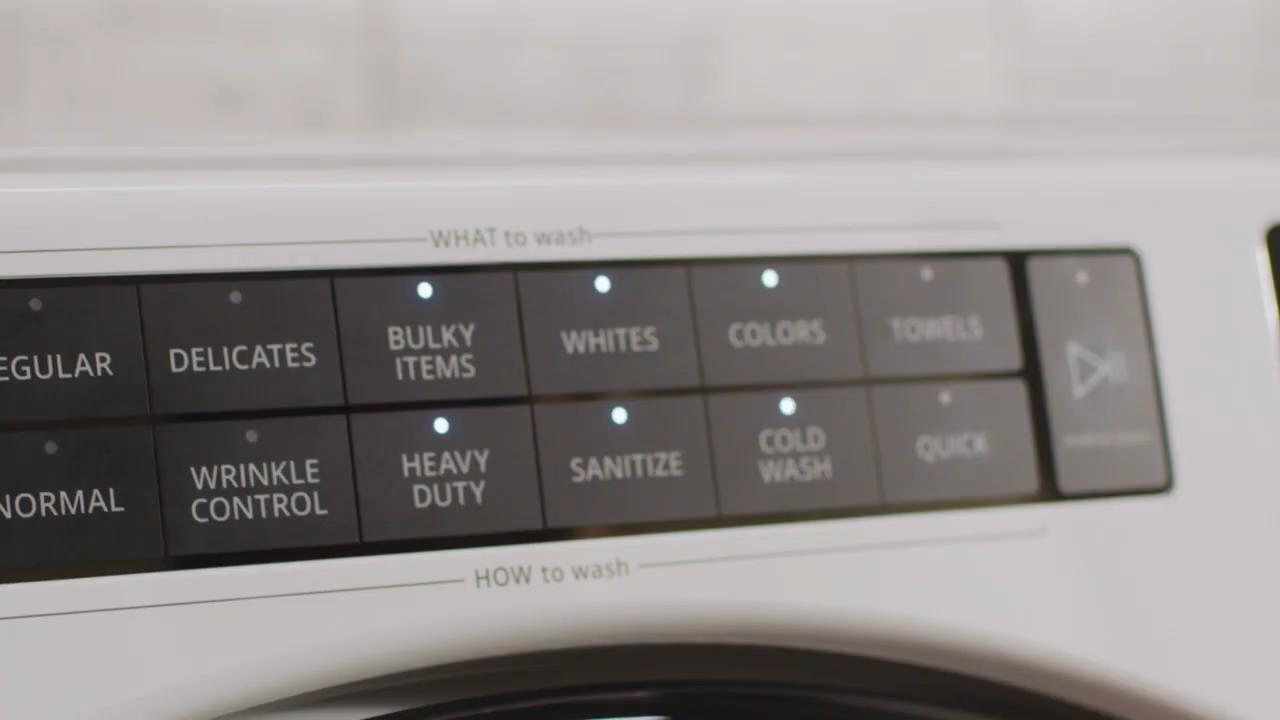 WHAT to wash
EGULAR
DELICATES
BULKY
ITEMS
WHITES
COLORS
TOWELS
NORMAL
WRINKLE
CONTROL
HEAVY
DUTY
SANITIZE
COLD
WASH
QUICK
HOW to wash